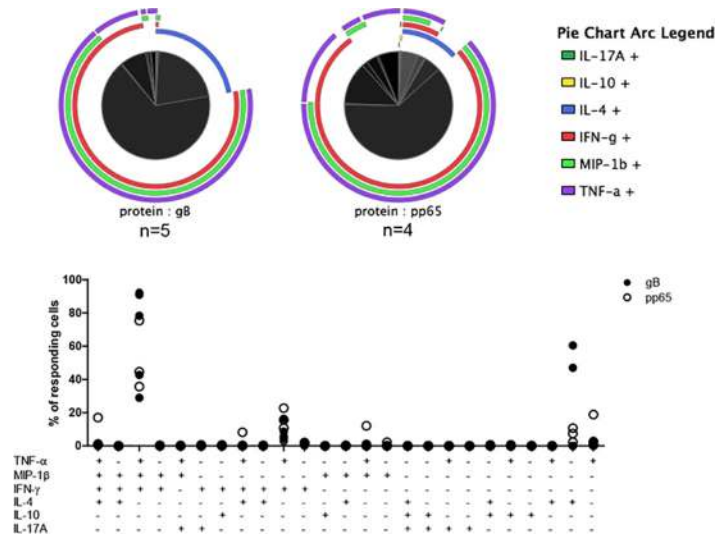 Pie Chart Arc Legend
IL-17A +
IL-10 +
IL-4 +
IFN-g +
MIP-1b +
TNF-a +
protein : gB
n=5
protein : pp65
n=4
gB
pp65
% of responding cells
100
80
60
40
20
0
TNF-α
MIP-1β
IFN-γ
IL-4
IL-10
IL-17A